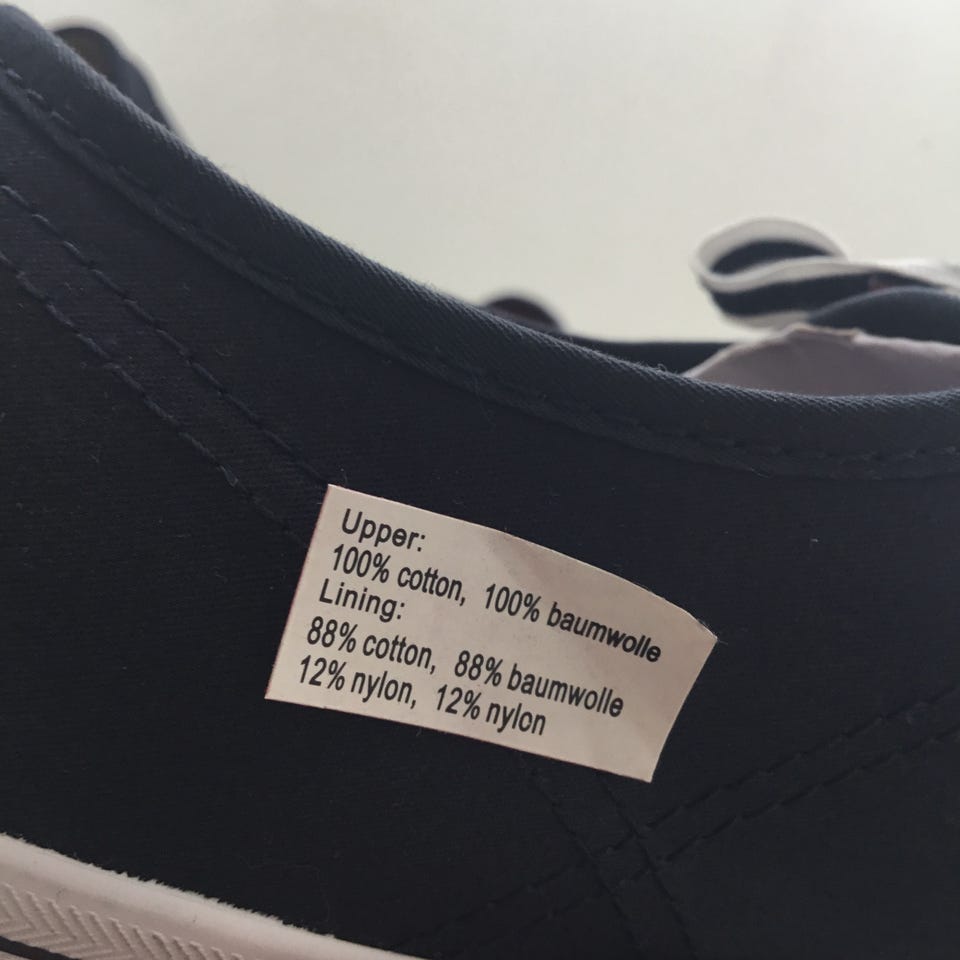 Upper:
100% cotton, 100% baumwolle
Lining:
88% cotton, 88% baumwolle
12% nylon, 12% nylon